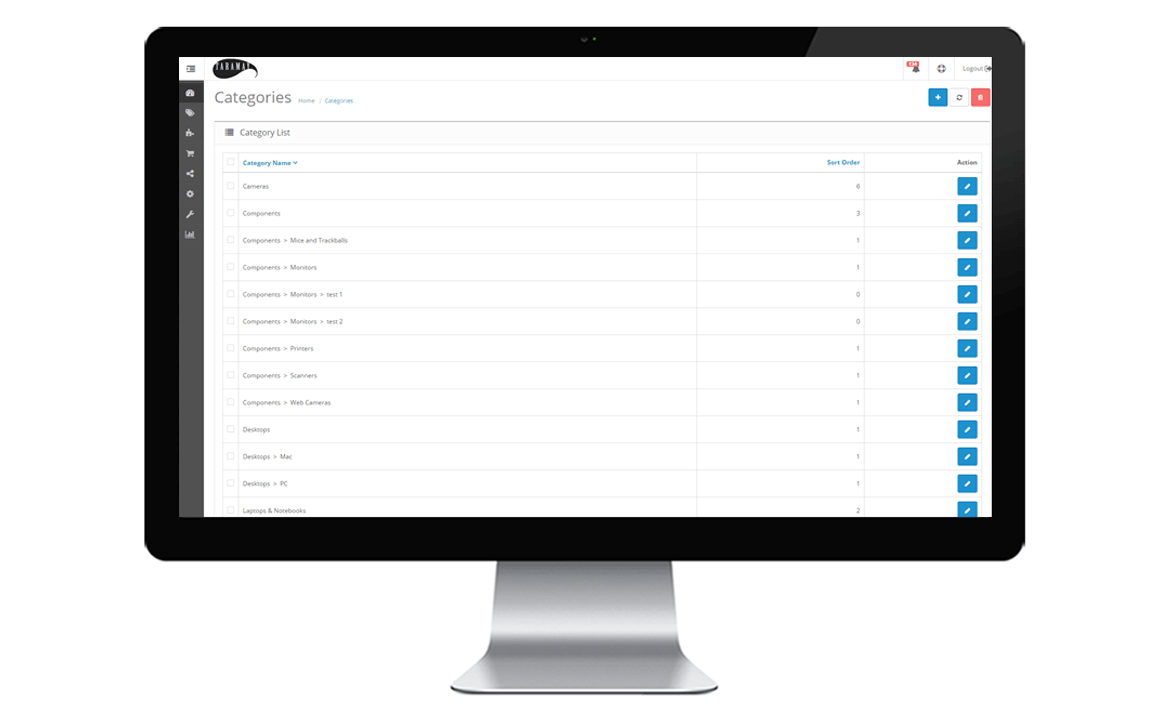 FARAMAT
Logout
Categories Home / Categories
Category List
Category Name Sort Order Action
Cameras 6
Components 3
Components > Mice and Trackballs 1
Components > Monitors 1
Components > Monitors > test 1 0
Components > Monitors > test 2 0
Components > Printers 1
Components > Scanners 1
Components > Web Cameras 1
Desktops 1
Desktops > Mac 1
Desktops > PC 1
Laptops & Notebooks 2